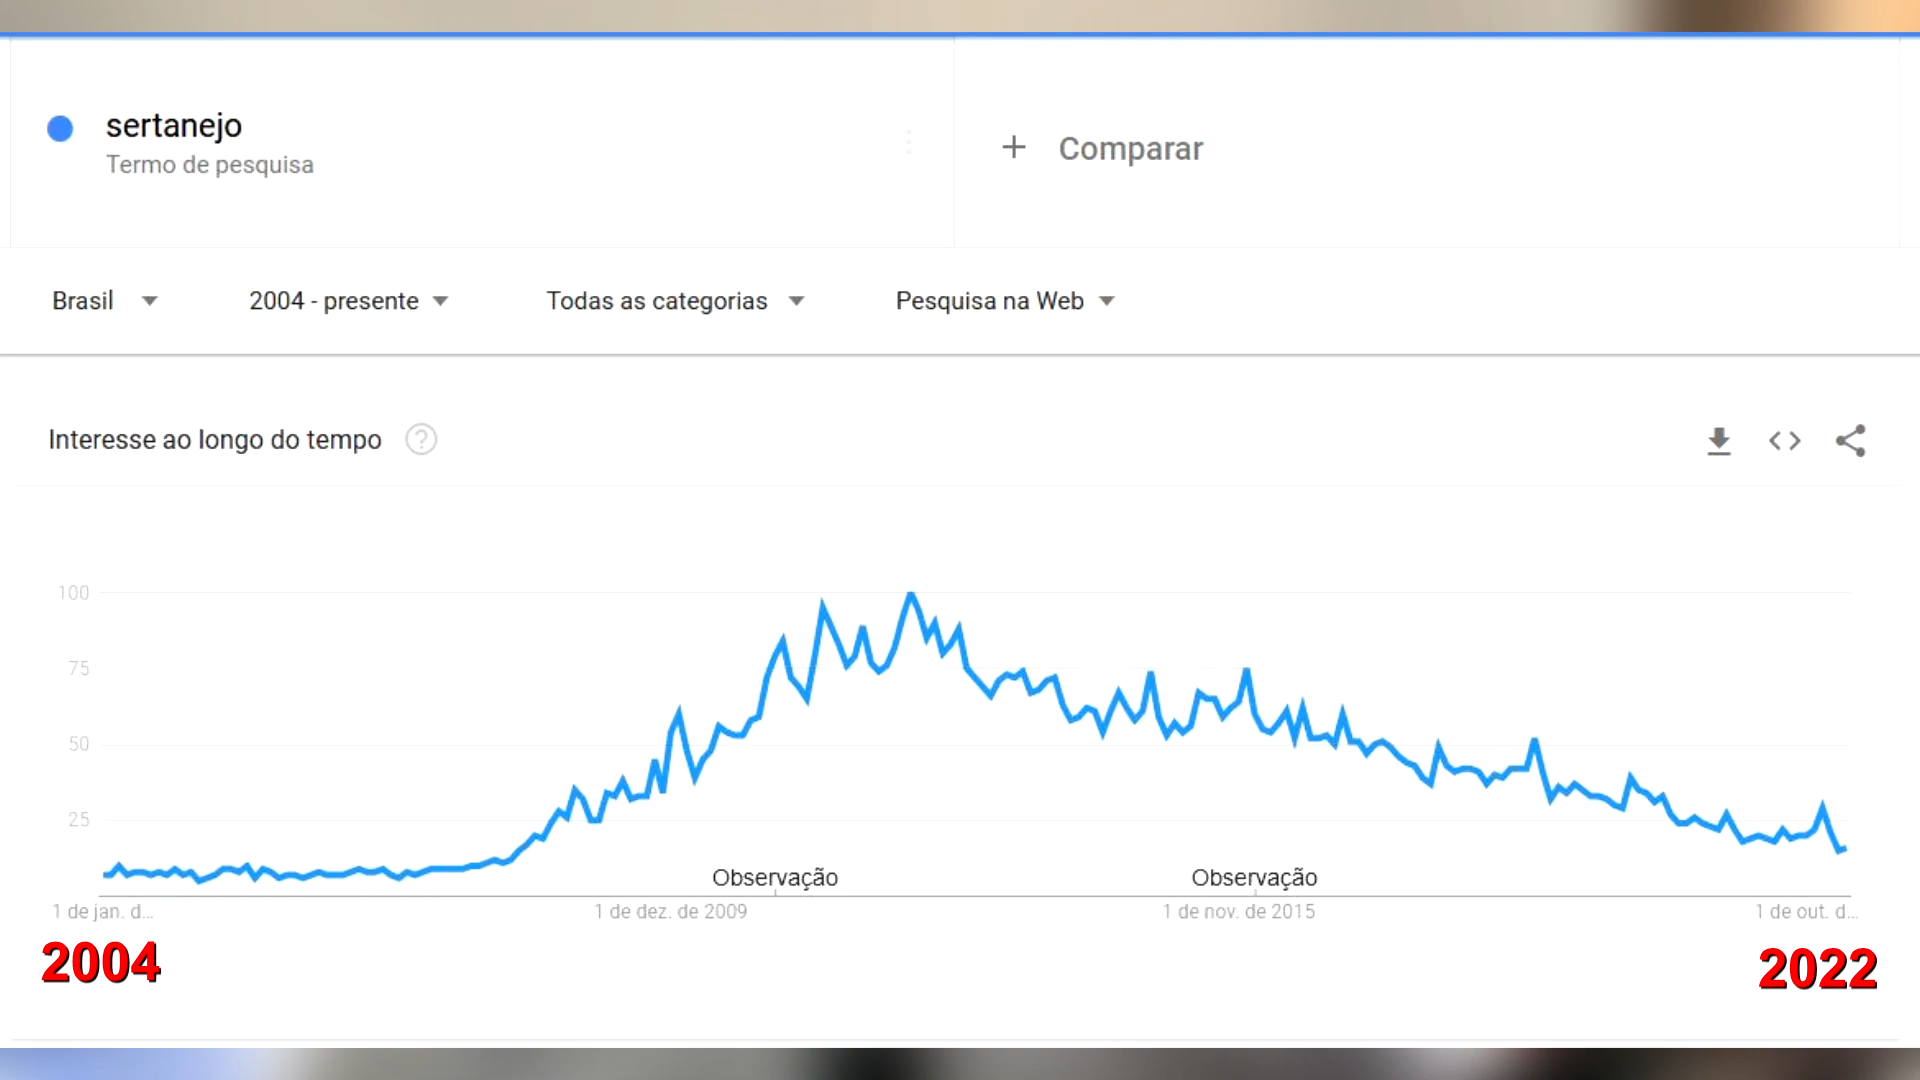 sertanejo
Termo de pesquisa
+ Comparar
Brasil
2004 - presente
Todas as categorias
Pesquisa na Web
Interesse ao longo do tempo ?
100
75
50
25
Observação
Observação
1 de jan. d...
1 de dez. de 2009
1 de nov. de 2015
1 de out. d...
2004
2022